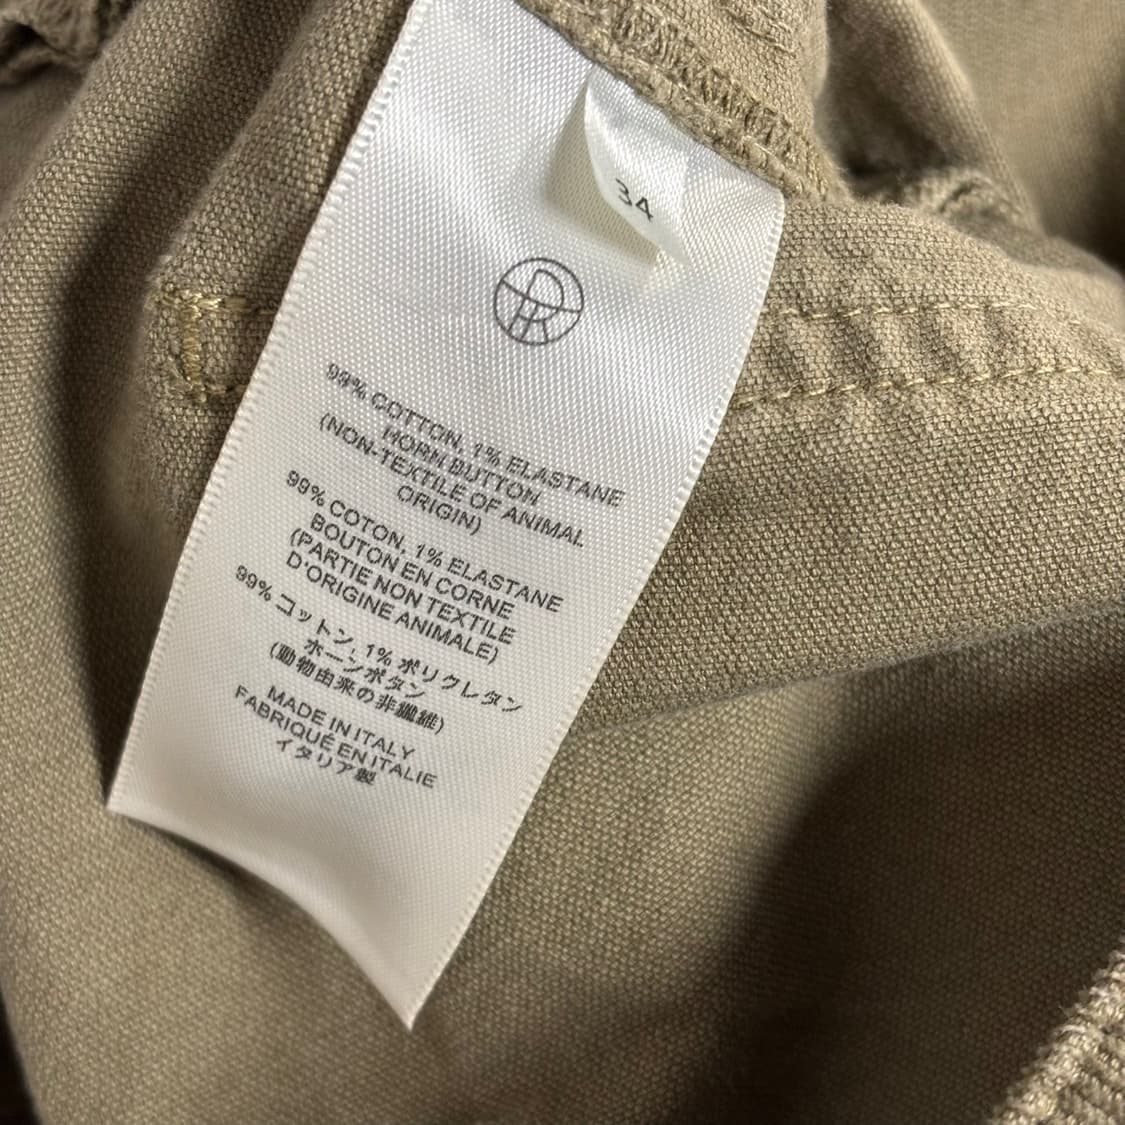 34
99% COTTON, 1% ELASTANE
HORN BUTTON
(NON-TEXTILE OF ANIMAL
ORIGIN)
99% COTON, 1% ELASTANE
BOUTON EN CORNE
(PARTIE NON TEXTILE
D'ORIGINE ANIMALE)
99% コットン, 1% ポリウレタン
ホーンボタン
(動物由来の非繊維)
MADE IN ITALY
FABRIQUÉ EN ITALIE
イタリア製